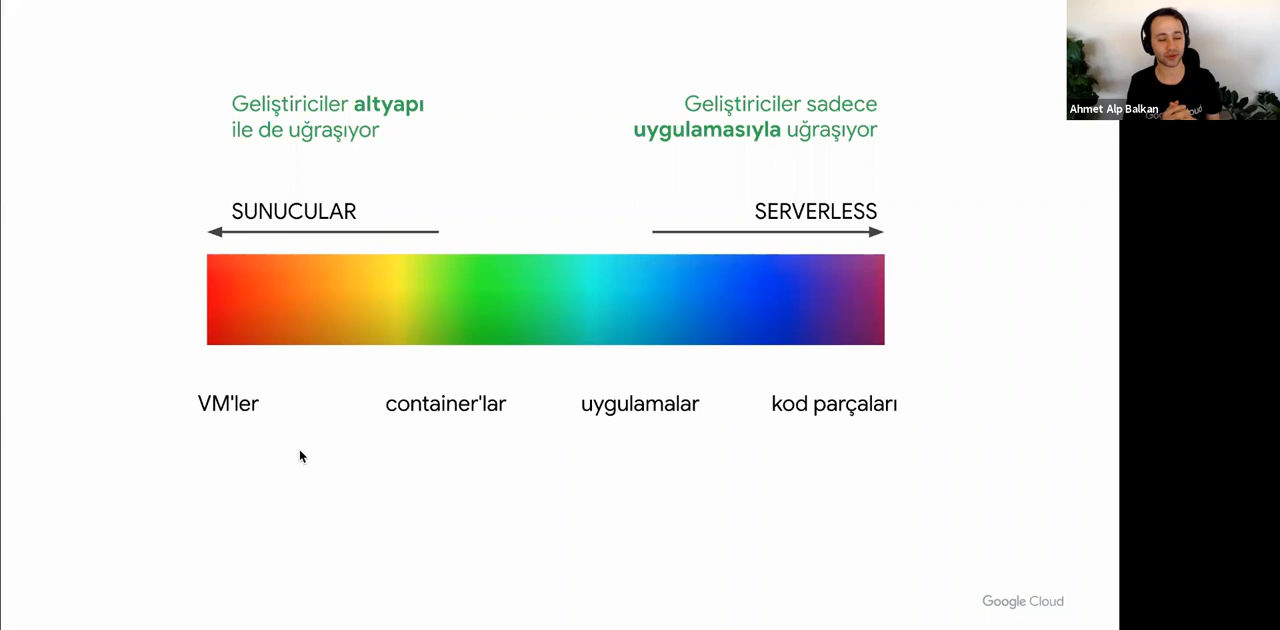 Geliştiriciler altyapı
ile de uğraşıyor
Geliştiriciler sadece
uygulamasıyla uğraşıyor
SUNUCULAR
SERVERLESS
VM'ler
container'lar
uygulamalar
kod parçaları
Google Cloud
Ahmet Alp Balkan